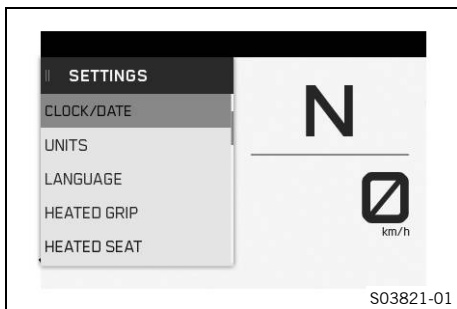 SETTINGS
CLOCK/DATE
UNITS
LANGUAGE
HEATED GRIP
HEATED SEAT
N
0
km/h
S03821-01